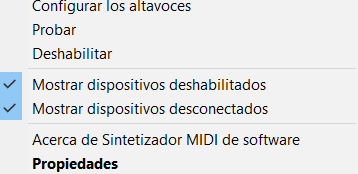 Configurar los altavoces
Probar
Deshabilitar
Mostrar dispositivos deshabilitados
Mostrar dispositivos desconectados
Acerca de Sintetizador MIDI de software
Propiedades